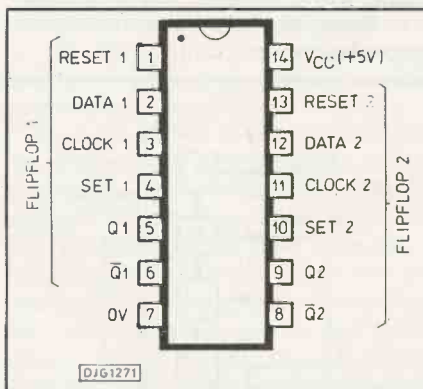 RESET 1 1
DATA 1 2
CLOCK 1 3
SET 1 4
Q1 5
Q̅1 6
0V 7
14 VCC (+5V)
13 RESET 2
12 DATA 2
11 CLOCK 2
10 SET 2
9 Q2
8 Q̅2
FLIPFLOP 1
FLIPFLOP 2
DJG1271